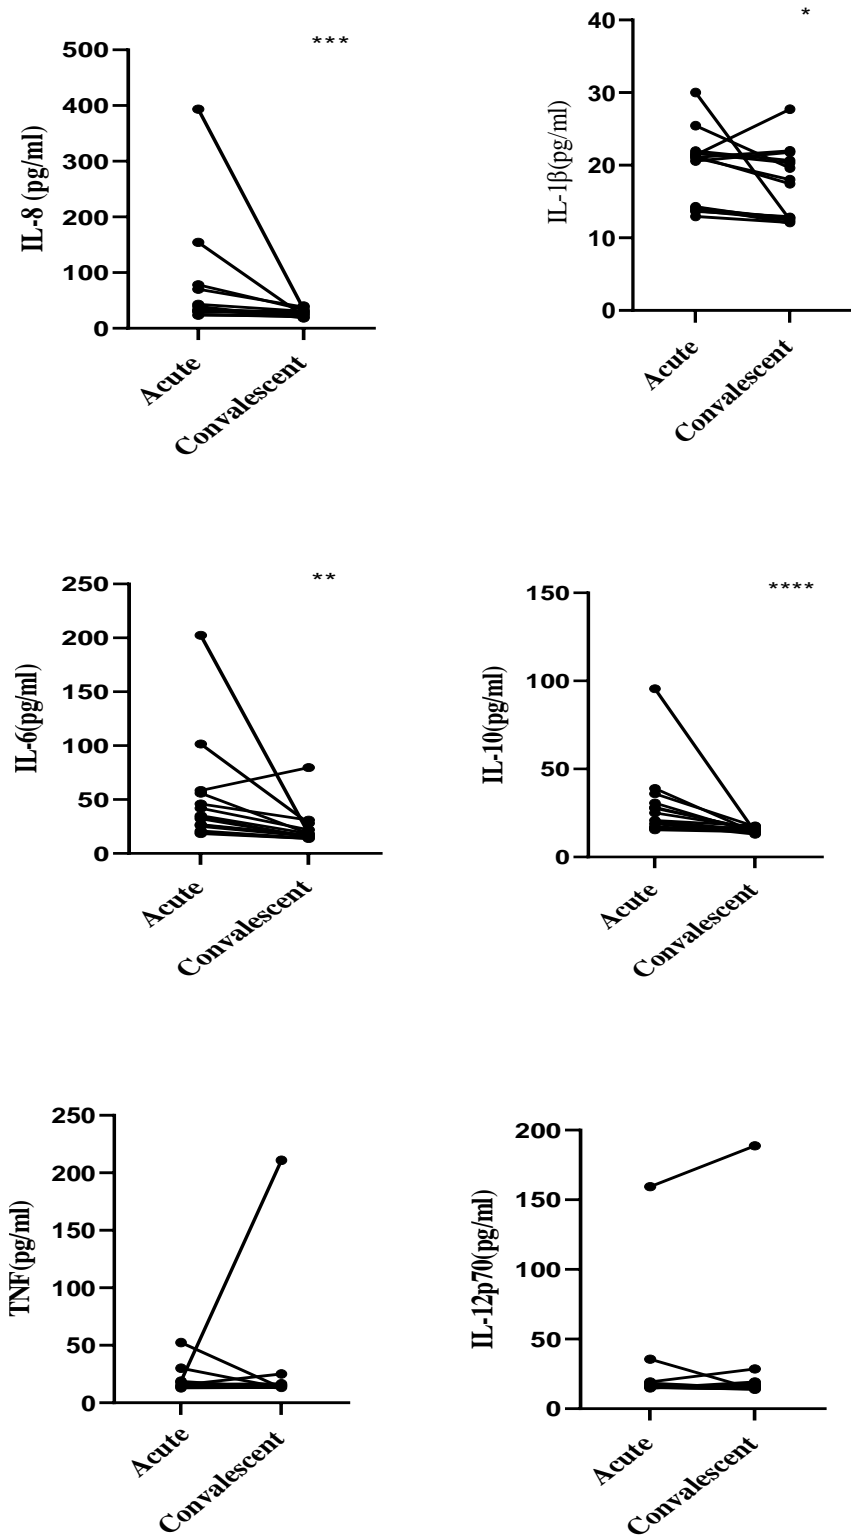 ***
500
400
300
200
100
0
IL-8 (pg/ml)
Acute
Convalescent
*
40
30
20
10
0
IL-1β(pg/ml)
Acute
Convalescent
**
250
200
150
100
50
0
IL-6(pg/ml)
Acute
Convalescent
****
150
100
50
0
IL-10(pg/ml)
Acute
Convalescent
250
200
150
100
50
0
TNF(pg/ml)
Acute
Convalescent
200
150
100
50
0
IL-12p70(pg/ml)
Acute
Convalescent